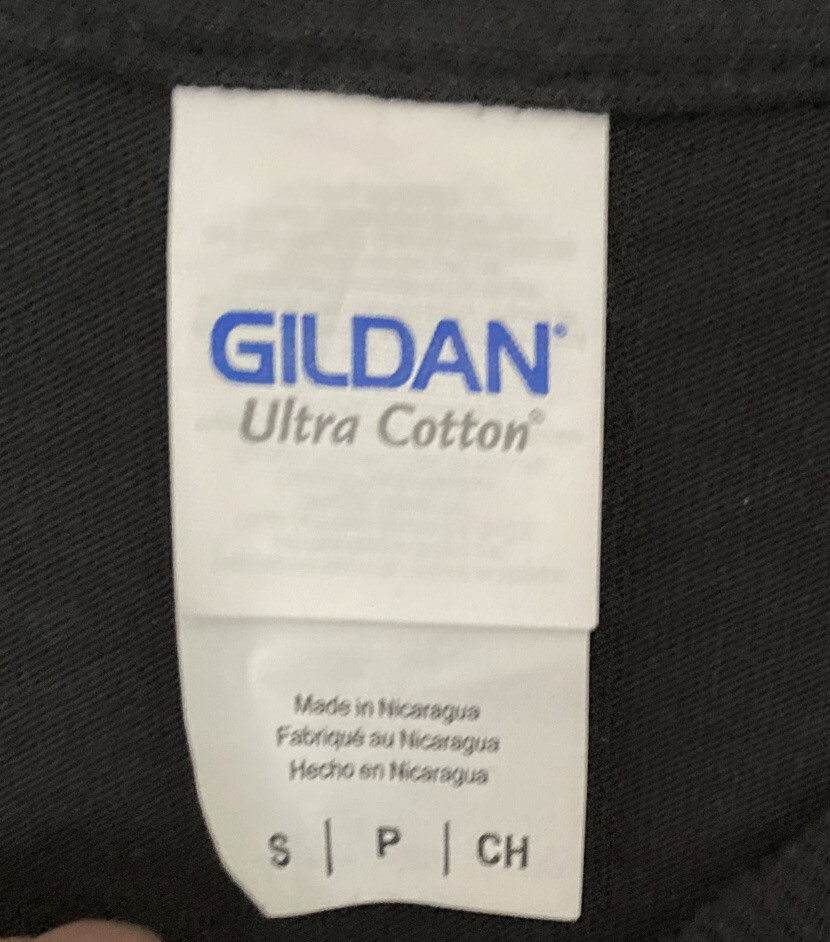 GILDAN®
Ultra Cotton®
Made in Nicaragua
Fabriqué au Nicaragua
Hecho en Nicaragua
S | P | CH